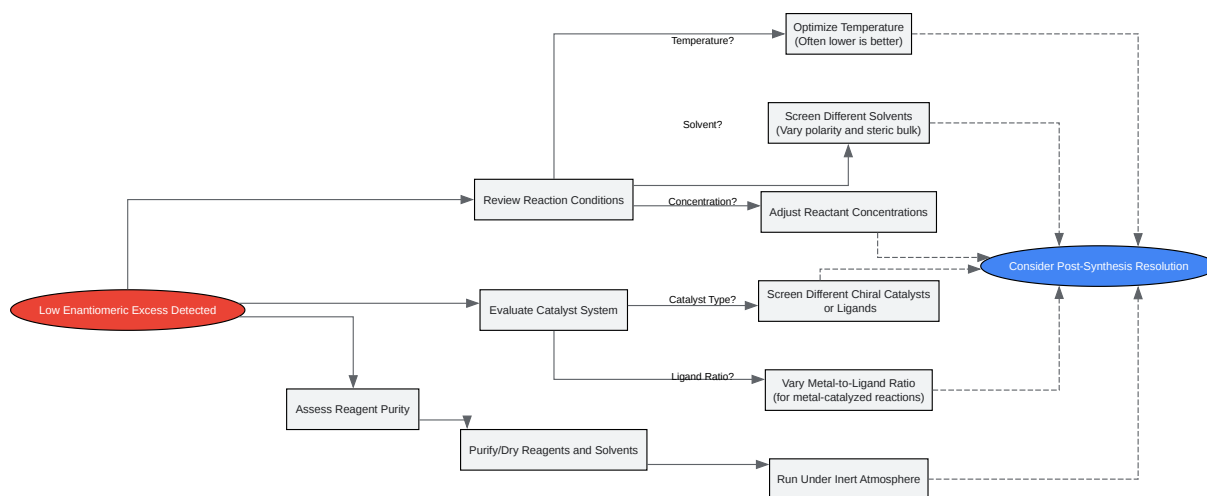 Optimize Temperature
(Often lower is better)
Temperature?
Screen Different Solvents
(Vary polarity and steric bulk)
Solvent?
Review Reaction Conditions
Concentration?
Adjust Reactant Concentrations
Consider Post-Synthesis Resolution
Low Enantiomeric Excess Detected
Evaluate Catalyst System
Catalyst Type?
Screen Different Chiral Catalysts
or Ligands
Ligand Ratio?
Vary Metal-to-Ligand Ratio
(for metal-catalyzed reactions)
Assess Reagent Purity
Purify/Dry Reagents and Solvents
Run Under Inert Atmosphere